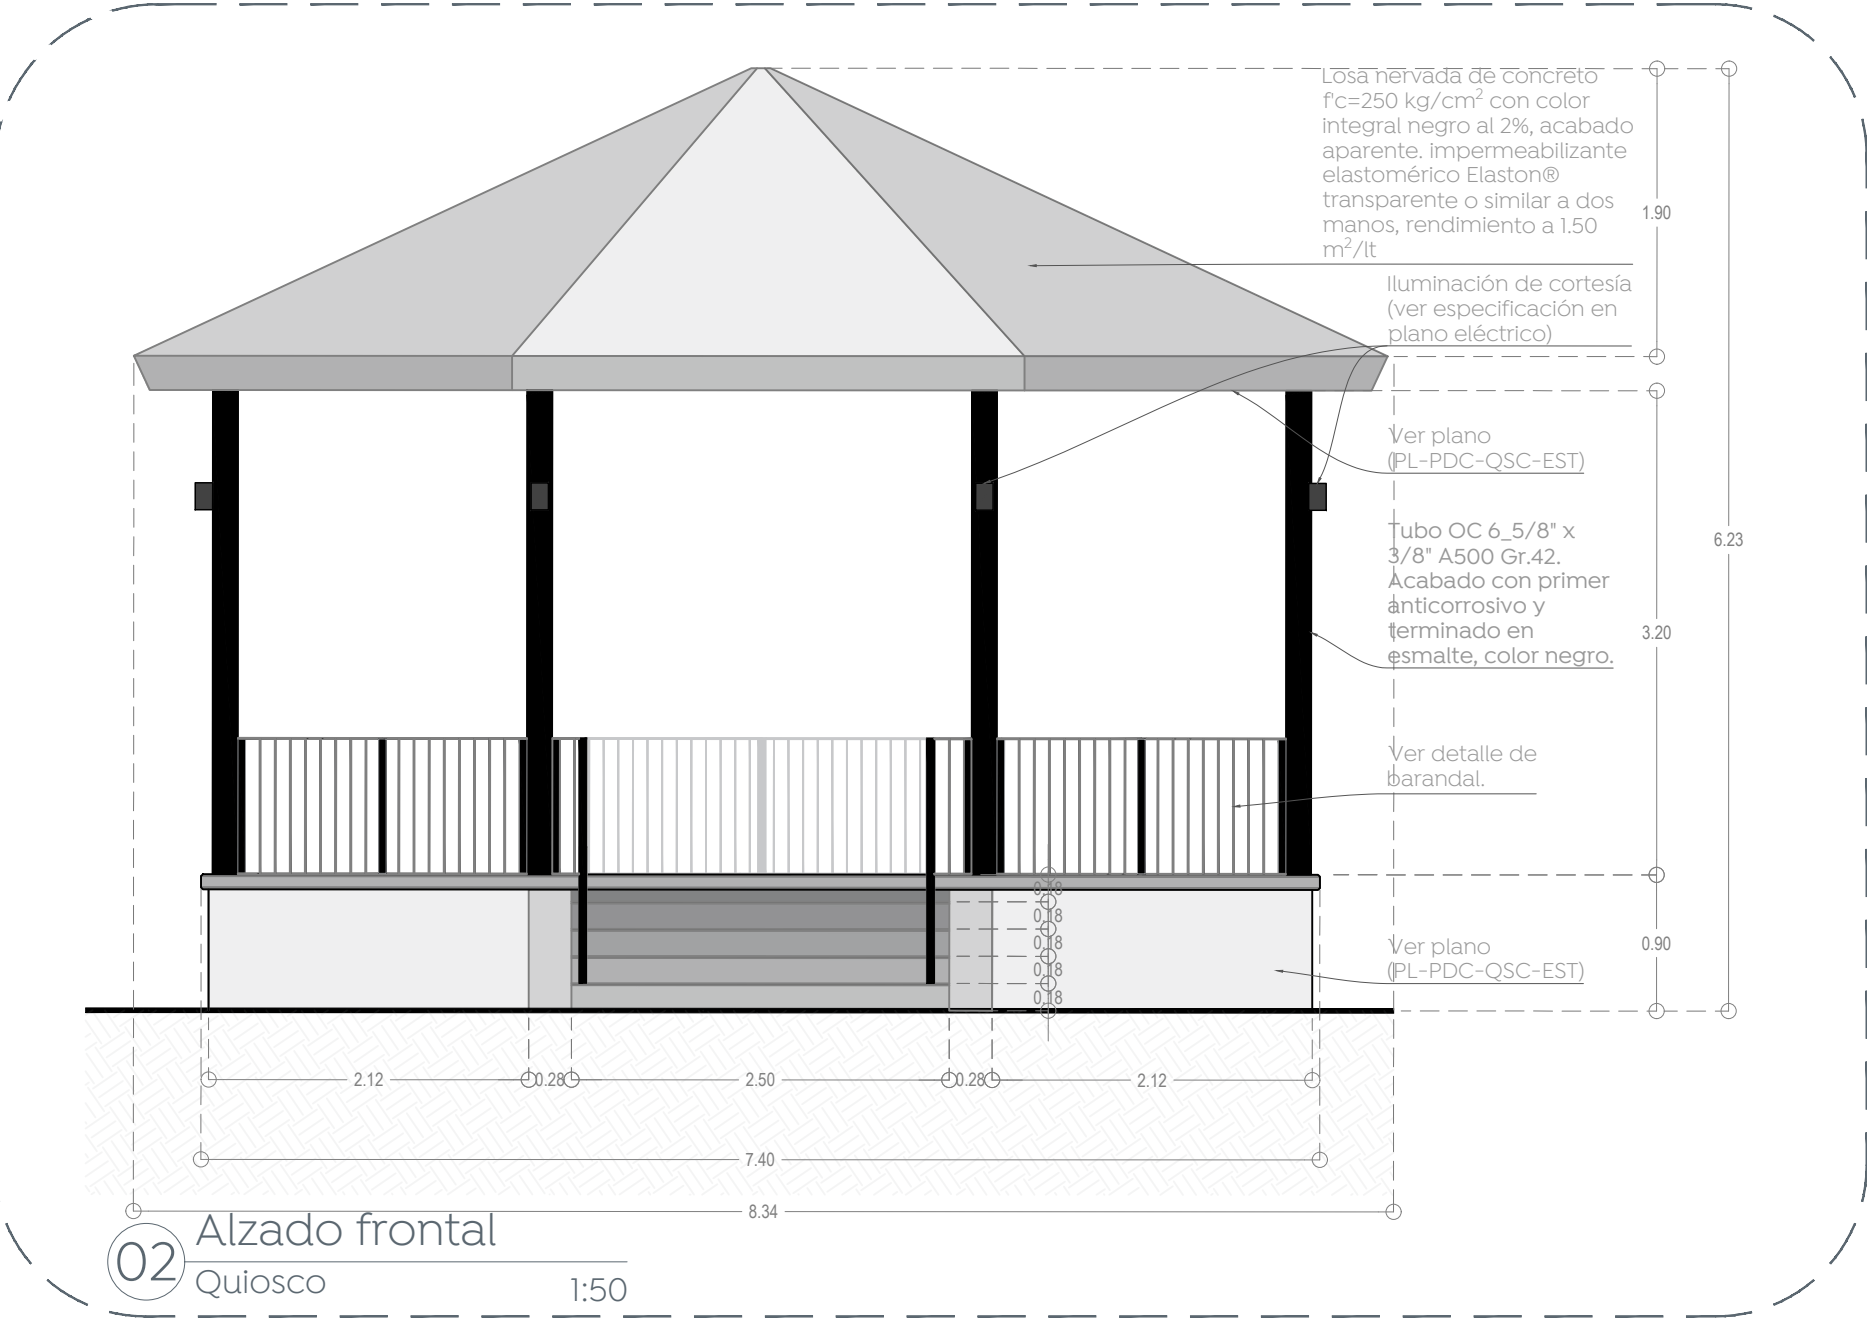 Losa nervada de concreto
f'c=250 kg/cm² con color
integral negro al 2%, acabado
aparente. impermeabilizante
elastomérico Elaston®
transparente o similar a dos
manos, rendimiento a 1.50
m²/lt
1.90
Iluminación de cortesía
(ver especificación en
plano eléctrico)
Ver plano
(PL-PDC-QSC-EST)
6.23
Tubo OC 6_5/8" x
3/8" A500 Gr.42.
Acabado con primer
anticorrosivo y
terminado en
esmalte, color negro.
3.20
Ver detalle de
barandal.
0.18
0.18
0.18
0.18
0.18
Ver plano
(PL-PDC-QSC-EST)
0.90
2.12
0.28
2.50
0.28
2.12
7.40
8.34
02
Alzado frontal
Quiosco
1:50